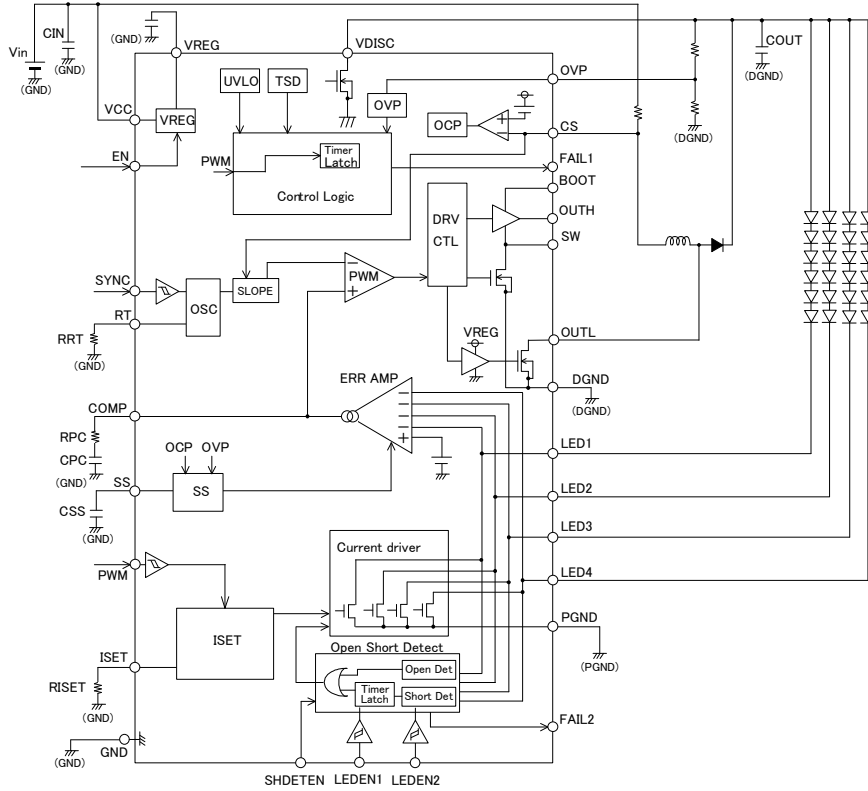 CIN
(GND)
VREG
VDISC
COUT
Vin
(GND)
(GND)
(DGND)
UVLO
TSD
OVP
OVP
VCC
VREG
OCP
+
−
CS
(DGND)
EN
PWM
Timer
Latch
Control Logic
FAIL1
BOOT
DRV
CTL
OUTH
SW
SYNC
OSC
SLOPE
−
PWM
+
RT
RRT
(GND)
VREG
OUTL
ERR AMP
DGND
(DGND)
COMP
−
−
−
−
+
RPC
CPC
(GND)
OCP
OVP
LED1
SS
SS
CSS
(GND)
LED2
LED3
Current driver
PWM
LED4
ISET
PGND
(PGND)
ISET
RISET
(GND)
Open Short Detect
Open Det
Timer
Latch
Short Det
FAIL2
(GND)
GND
SHDETEN
LEDEN1
LEDEN2